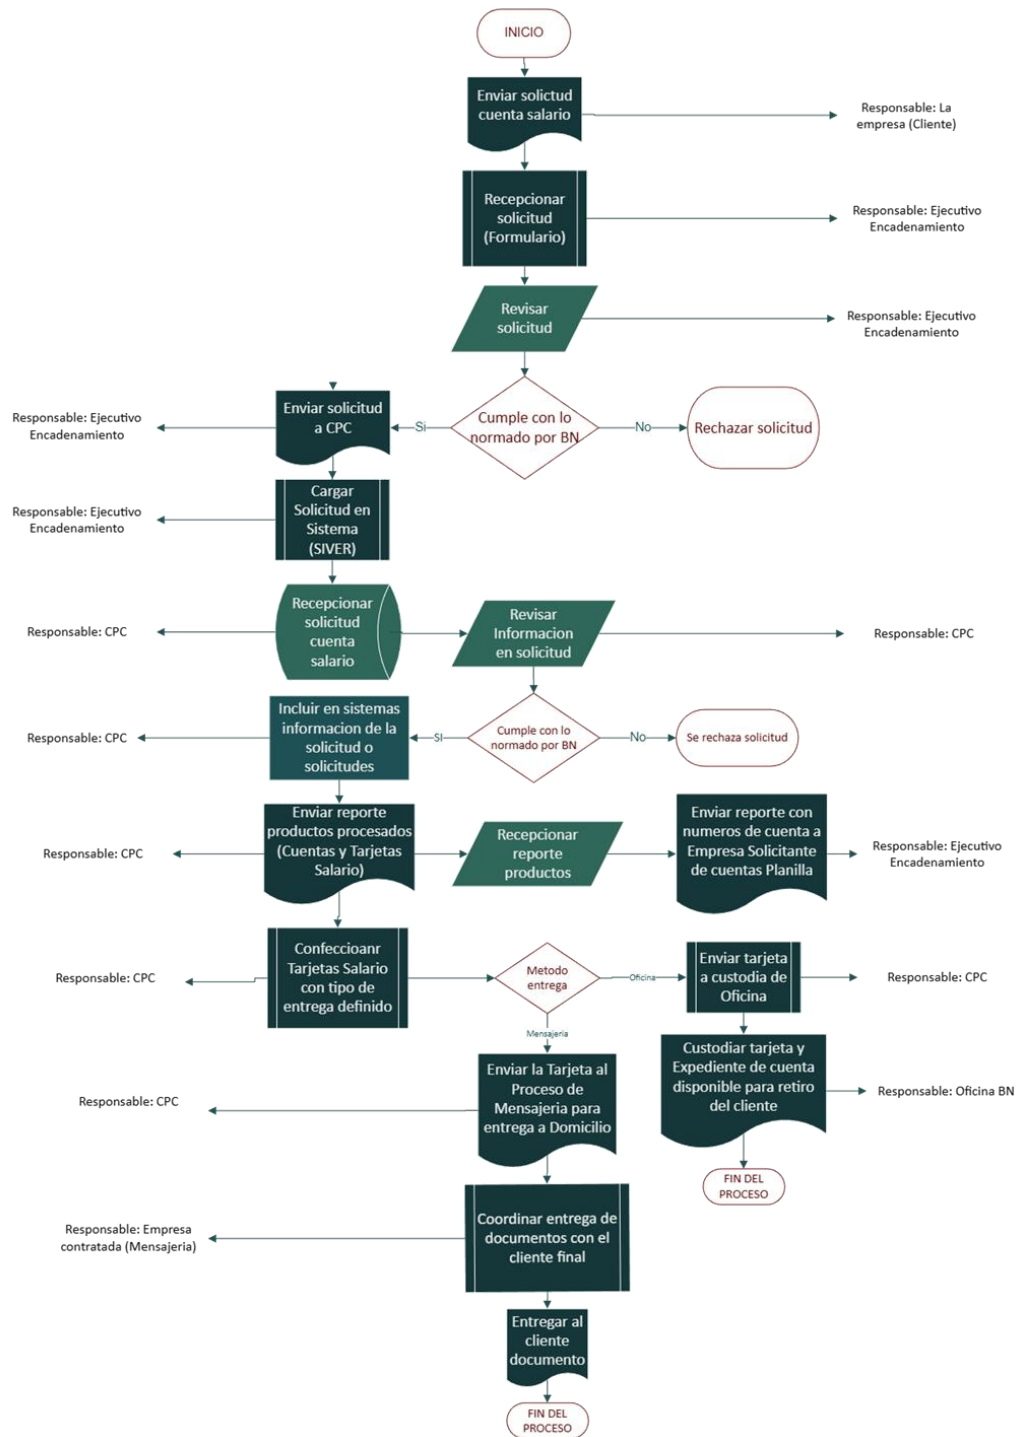 INICIO
Enviar solictud
cuenta salario
Responsable: La
empresa (Cliente)
Recepcionar
solicitud
(Formulario)
Responsable: Ejecutivo
Encadenamiento
Revisar
solicitud
Responsable: Ejecutivo
Encadenamiento
Responsable: Ejecutivo
Encadenamiento
Enviar solicitud
a CPC
Si
Cumple con lo
normado por BN
No
Rechazar solicitud
Responsable: Ejecutivo
Encadenamiento
Cargar
Solicitud en
Sistema
(SIVER)
Responsable: CPC
Recepcionar
solicitud
cuenta
salario
Revisar
Informacion
en solicitud
Responsable: CPC
Responsable: CPC
Incluir en sistemas
informacion de la
solicitud o
solicitudes
SI
Cumple con lo
normado por BN
No
Se rechaza solicitud
Responsable: CPC
Enviar reporte
productos procesados
(Cuentas y Tarjetas
Salario)
Recepcionar
reporte
productos
Enviar reporte con
numeros de cuenta a
Empresa Solicitante
de cuentas Planilla
Responsable: Ejecutivo
Encadenamiento
Responsable: CPC
Confeccioanr
Tarjetas Salario
con tipo de
entrega definido
Metodo
entrega
Oficina
Enviar tarjeta
a custodia de
Oficina
Responsable: CPC
Mensajeria
Custodiar tarjeta y
Expediente de cuenta
disponible para retiro
del cliente
Responsable: Oficina BN
Responsable: CPC
Enviar la Tarjeta al
Proceso de
Mensajeria para
entrega a Domicilio
FIN DEL
PROCESO
Responsable: Empresa
contratada (Mensajeria)
Coordinar entrega de
documentos con el
cliente final
Entregar al
cliente
documento
FIN DEL
PROCESO